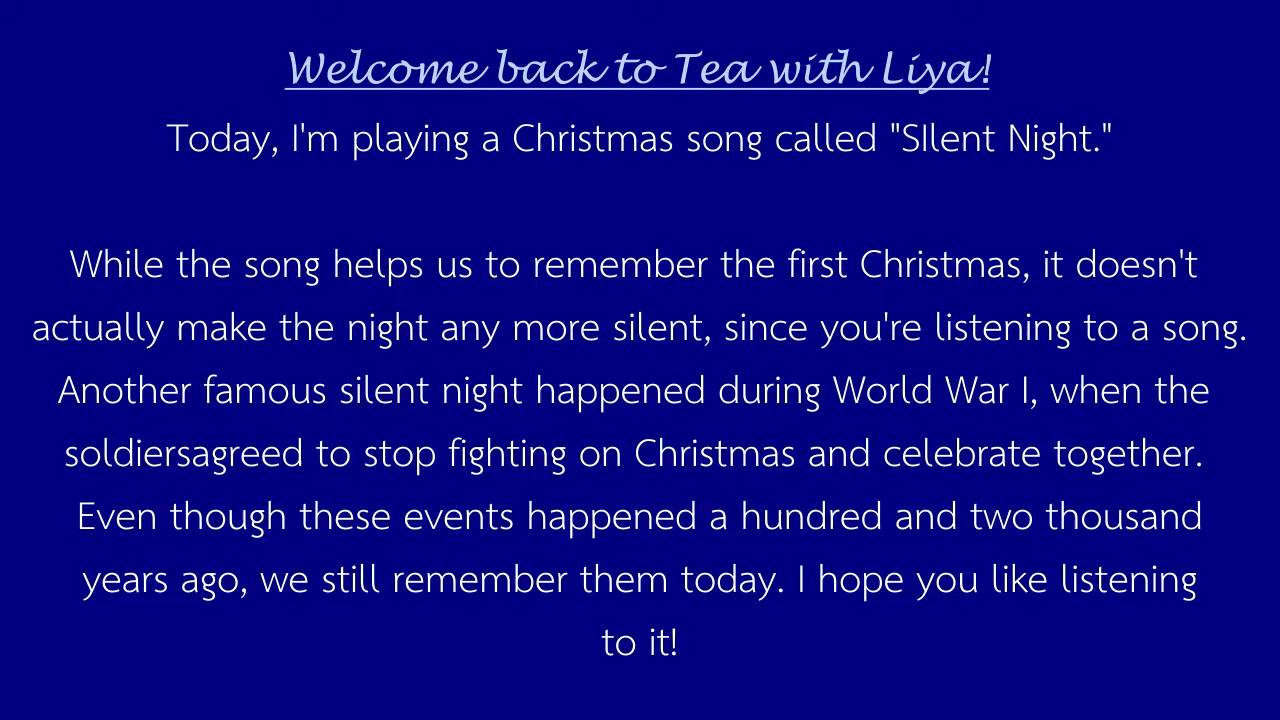 Welcome back to Tea with Liya!
Today, I'm playing a Christmas song called "SIlent Night."
While the song helps us to remember the first Christmas, it doesn't
actually make the night any more silent, since you're listening to a song.
Another famous silent night happened during World War I, when the
soldiersagreed to stop fighting on Christmas and celebrate together.
Even though these events happened a hundred and two thousand
years ago, we still remember them today. I hope you like listening
to it!